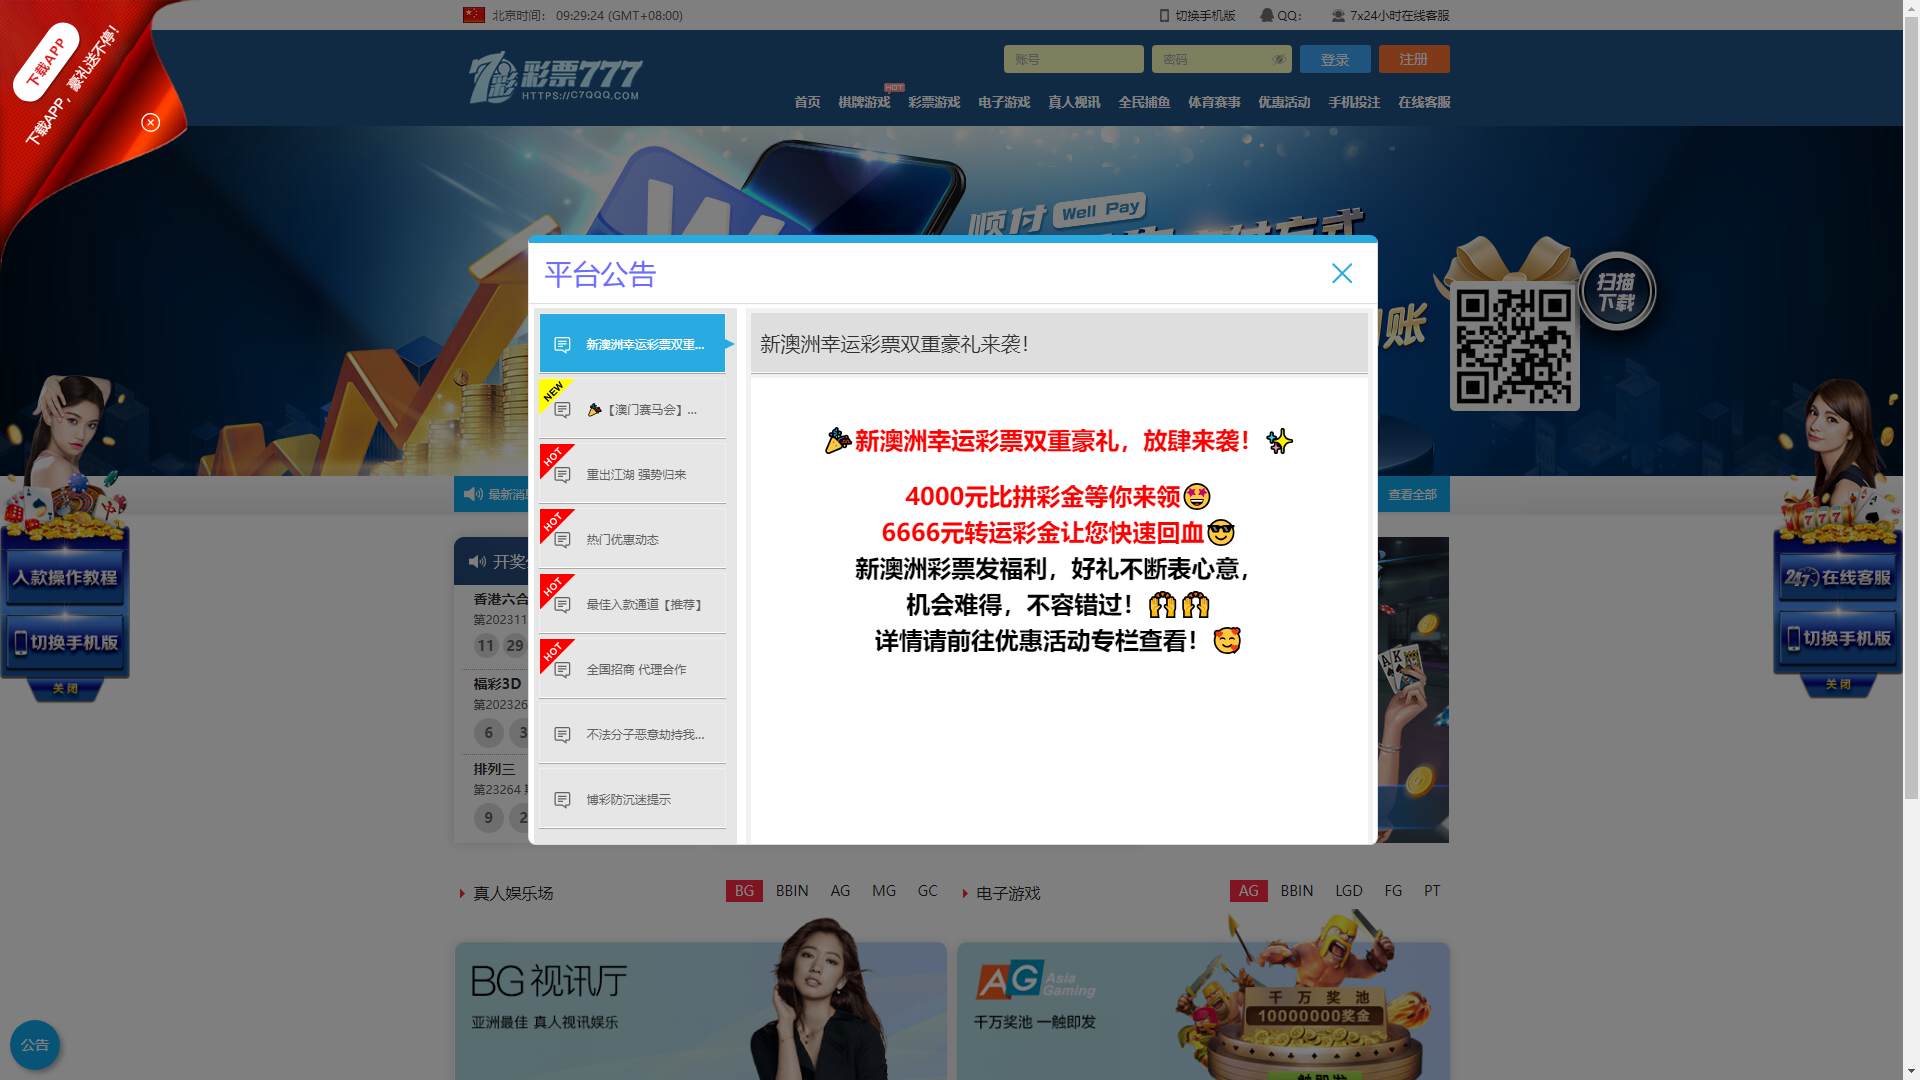 北京时间： 09:29:24 (GMT+08:00)
切换手机版
QQ：
7x24小时在线客服
下载APP
下载APP，豪礼送不停！
7彩 彩票777
HTTPS://C7QQQ.COM
账号
密码
登录
注册
首页
棋牌游戏
HOT
彩票游戏
电子游戏
真人视讯
全民捕鱼
体育赛事
优惠活动
手机投注
在线客服
顺付 Well Pay
扫描
下载
平台公告
新澳洲幸运彩票双重...
NEW
【澳门赛马会】...
HOT
重出江湖 强势归来
HOT
热门优惠动态
HOT
最佳入款通道【推荐】
HOT
全国招商 代理合作
不法分子恶意劫持我...
博彩防沉迷提示
新澳洲幸运彩票双重豪礼来袭！
🎉新澳洲幸运彩票双重豪礼，放肆来袭！✨
4000元比拼彩金等你来领🤩
6666元转运彩金让您快速回血😎
新澳洲彩票发福利，好礼不断表心意，
机会难得，不容错过！🙌🙌
详情请前往优惠活动专栏查看！🥰
最新消
查看全部
开奖
香港六合
第202311
11 29
福彩3D
第202326
6 3
排列三
第23264
9 2
入款操作教程
切换手机版
关闭
777
24/7 在线客服
切换手机版
关闭
真人娱乐场
BG BBIN AG MG GC
电子游戏
AG BBIN LGD FG PT
BG 视讯厅
亚洲最佳 真人视讯娱乐
AG Asia Gaming
千万奖池 一触即发
千万奖池
10000000奖金
公告